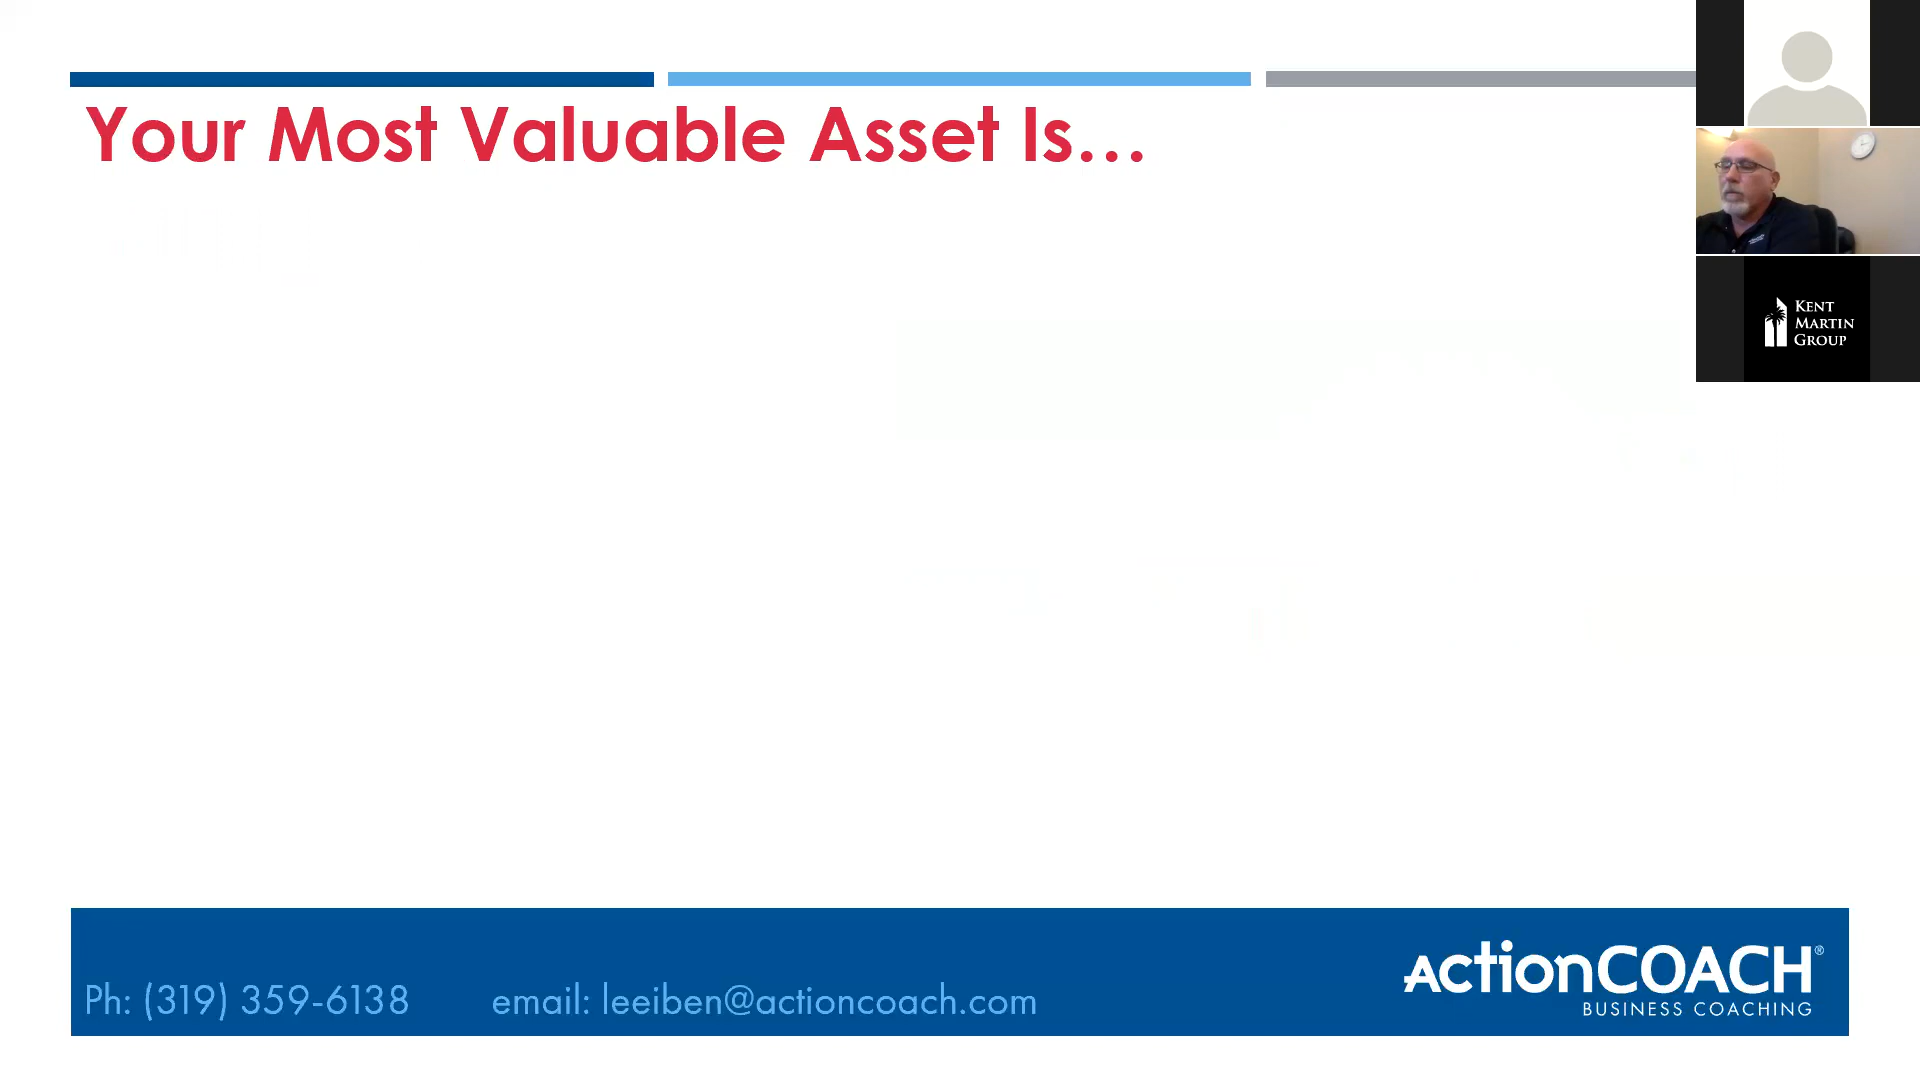 Your Most Valuable Asset Is...
KENT
MARTIN
GROUP
Ph: (319) 359-6138 email: leeiben@actioncoach.com
actionCOACH®
BUSINESS COACHING